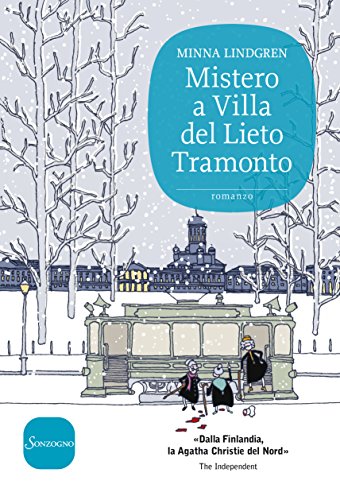 MINNA LINDGREN
Mistero
a Villa
del Lieto
Tramonto
romanzo
SONZOGNO
«Dalla Finlandia,
la Agatha Christie del Nord»
The Independent